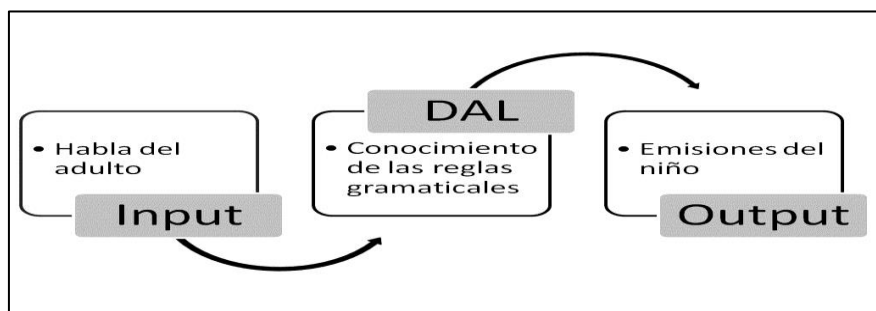 • Habla del
adulto
Input
DAL
• Conocimiento
de las reglas
gramaticales
• Emisiones del
niño
Output